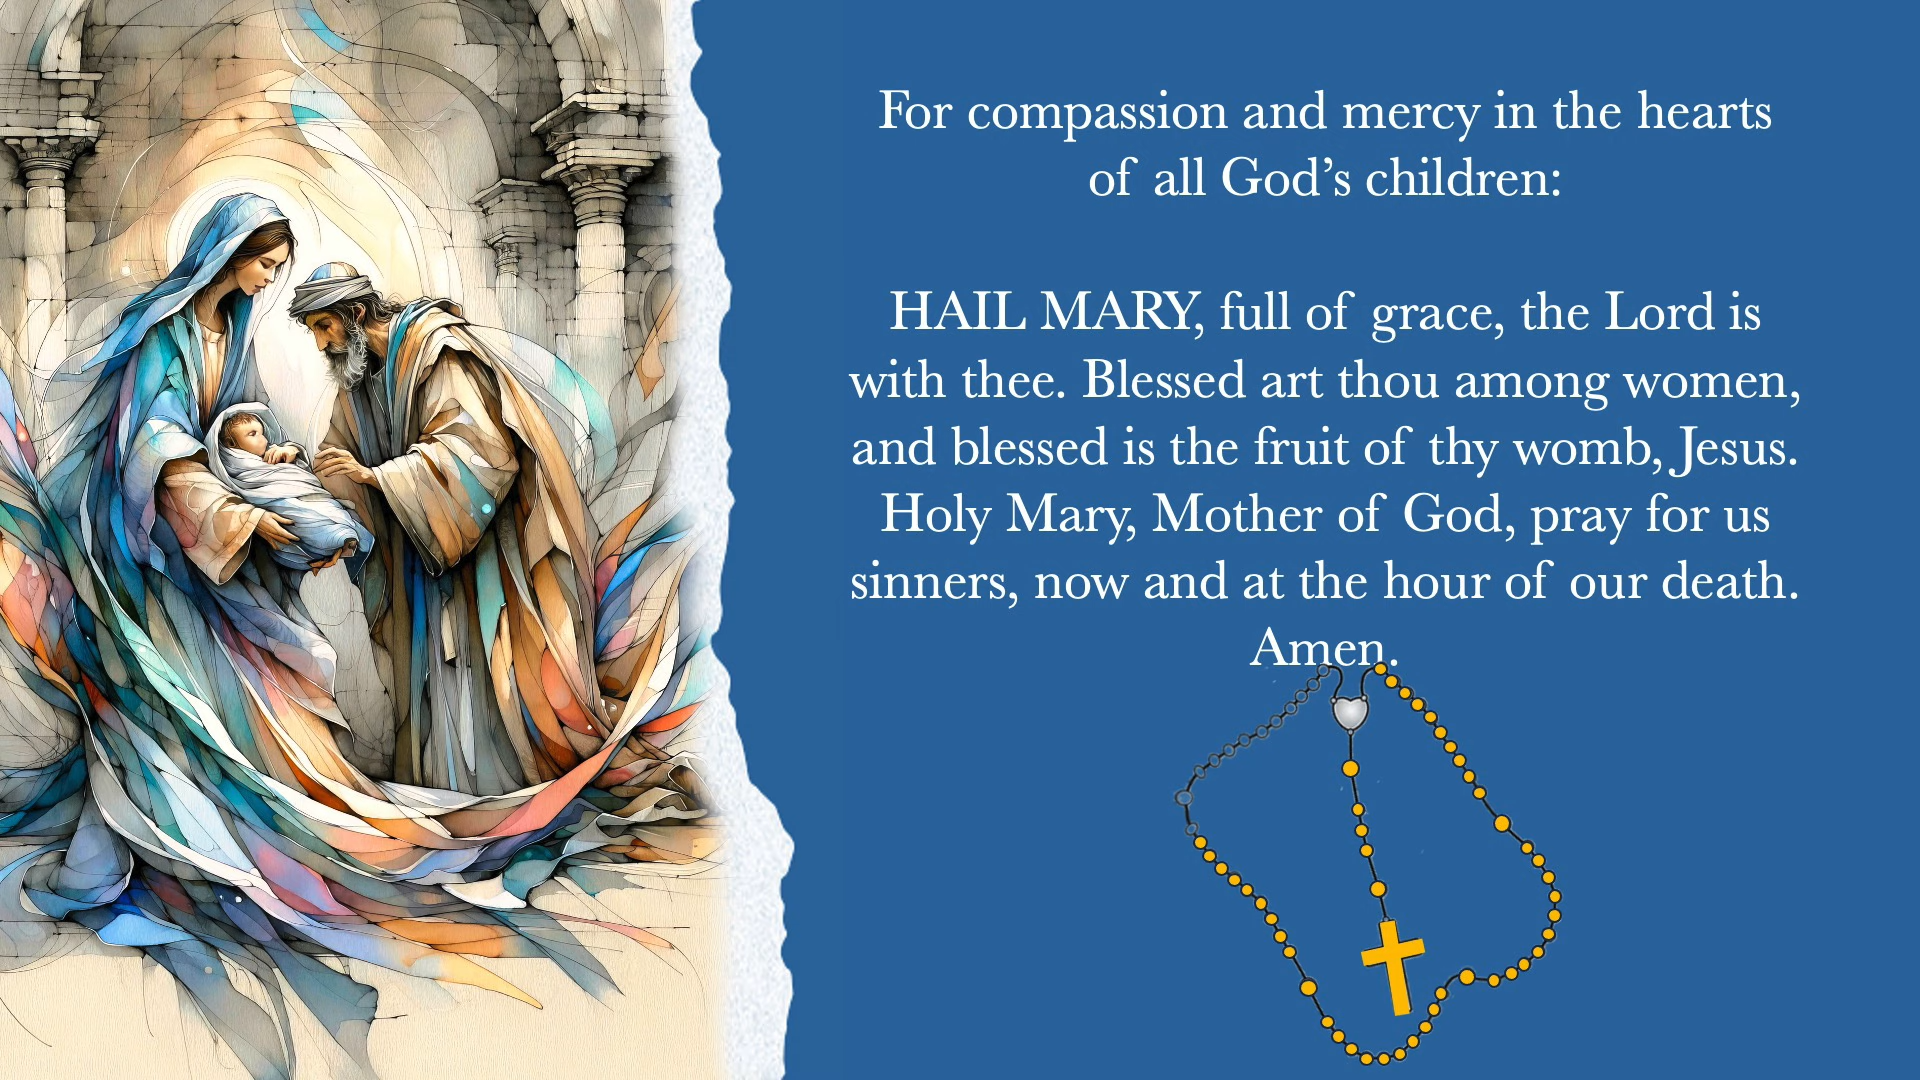 For compassion and mercy in the hearts
of all God’s children:
HAIL MARY, full of grace, the Lord is
with thee. Blessed art thou among women,
and blessed is the fruit of thy womb, Jesus.
Holy Mary, Mother of God, pray for us
sinners, now and at the hour of our death.
Amen.